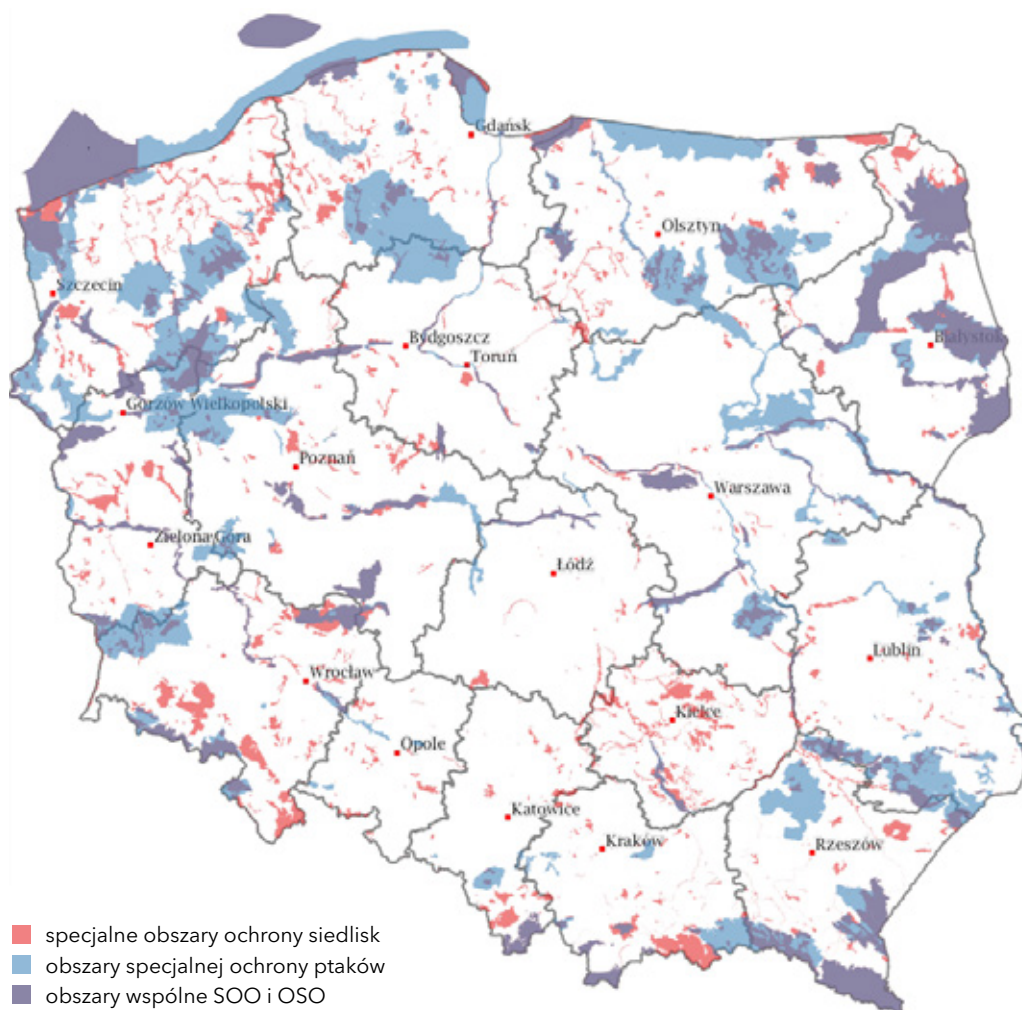 Gdańsk
Olsztyn
Szczecin
Bydgoszcz
Białystok
Toruń
Gorzów Wielkopolski
Poznań
Warszawa
Zielona Góra
Łódź
Lublin
Wrocław
Kielce
Opole
Katowice
Kraków
Rzeszów
specjalne obszary ochrony siedlisk
obszary specjalnej ochrony ptaków
obszary wspólne SOO i OSO